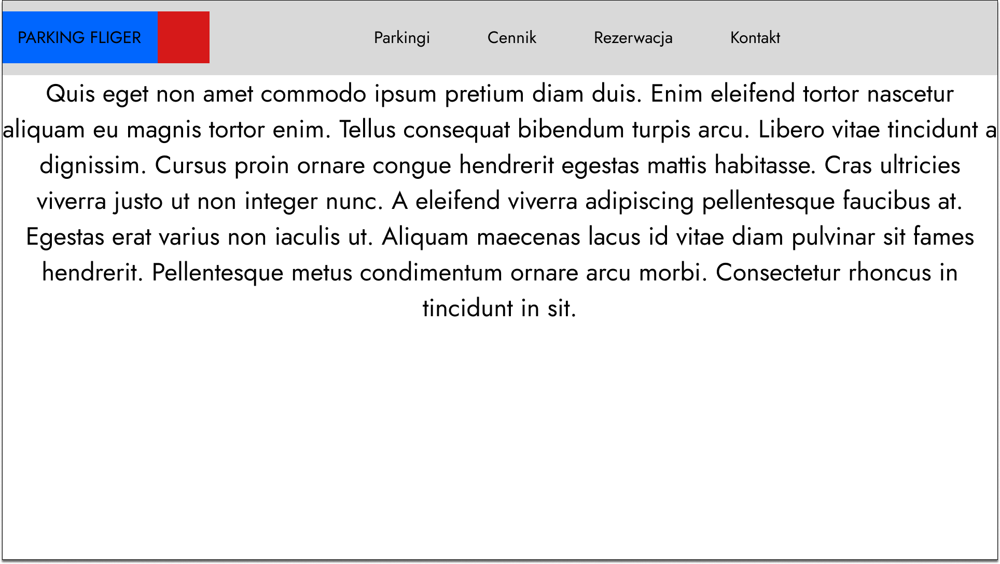 PARKING FLIGER Parkingi Cennik Rezerwacja Kontakt
Quis eget non amet commodo ipsum pretium diam duis. Enim eleifend tortor nascetur
aliquam eu magnis tortor enim. Tellus consequat bibendum turpis arcu. Libero vitae tincidunt a
dignissim. Cursus proin ornare congue hendrerit egestas mattis habitasse. Cras ultricies
viverra justo ut non integer nunc. A eleifend viverra adipiscing pellentesque faucibus at.
Egestas erat varius non iaculis ut. Aliquam maecenas lacus id vitae diam pulvinar sit fames
hendrerit. Pellentesque metus condimentum ornare arcu morbi. Consectetur rhoncus in
tincidunt in sit.